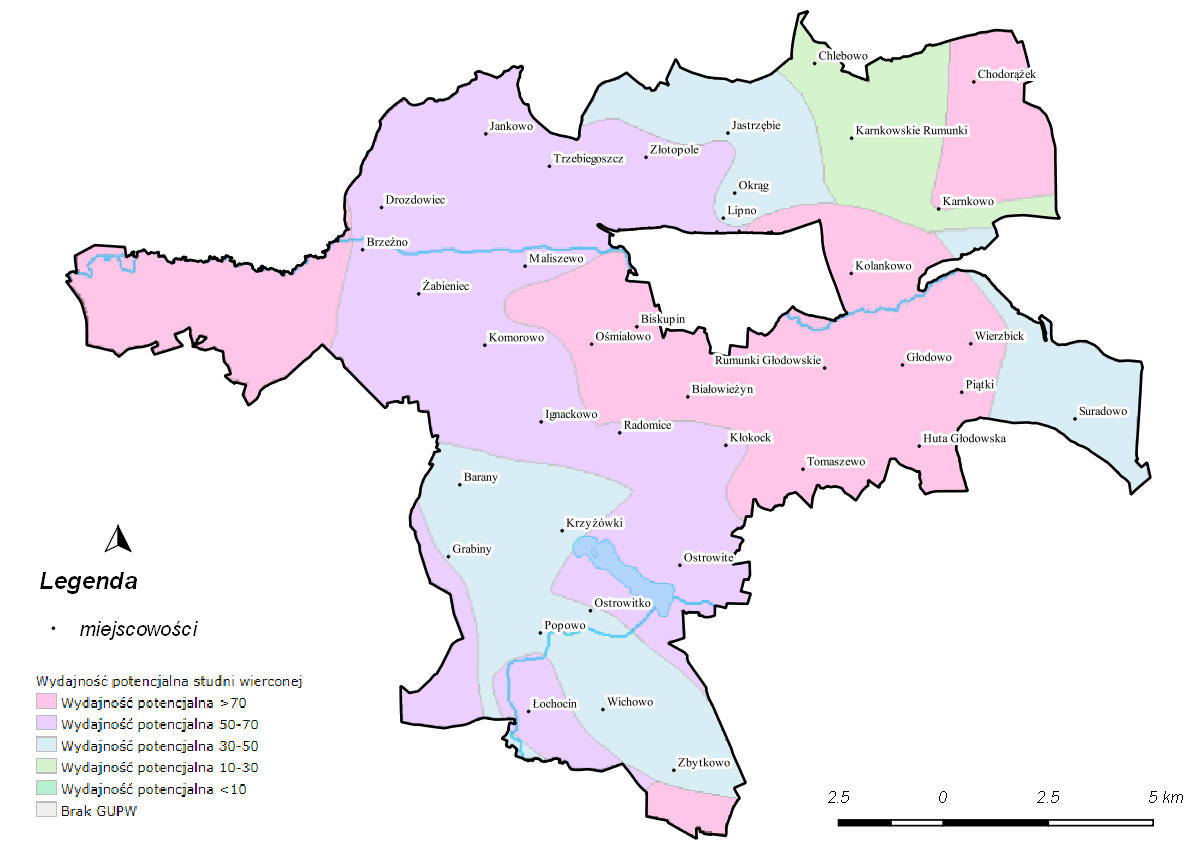 Chlebowo
Chodorążek
Jankowo
Jastrzębie
Karnkowskie Rumunki
Złotopole
Trzebiegoszcz
Okrąg
Drozdowiec
Karnkowo
Lipno
Brzeźno
Maliszewo
Kolankowo
Żabieniec
Biskupin
Komorowo
Ośmiałowo
Wierzbick
Rumunki Głodowskie
Głodowo
Białowieżyn
Piątki
Ignackowo
Suradowo
Radomice
Kłokock
Huta Głodowska
Tomaszewo
Barany
Krzyżówki
Grabiny
Ostrowite
Legenda
Ostrowitko
miejscowości
Popowo
Wydajność potencjalna studni wierconej
Wydajność potencjalna >70
Łochocin
Wichowo
Wydajność potencjalna 50-70
Wydajność potencjalna 30-50
Zbytkowo
Wydajność potencjalna 10-30
Wydajność potencjalna <10
2.5 0 2.5 5 km
Brak GUPW